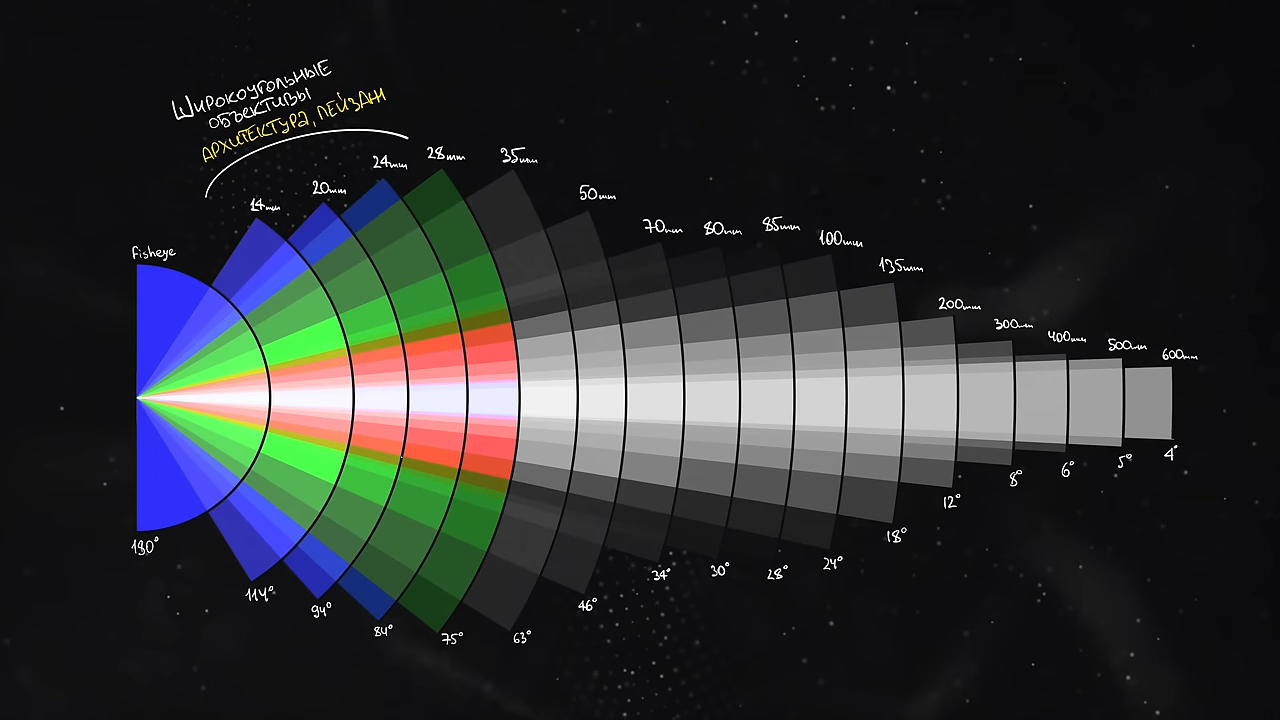 Широкоугольные
объективы
Архитектура, пейзаж
fisheye
14mm
20mm
24mm
28mm
35mm
50mm
70mm
80mm
85mm
100mm
135mm
200mm
300mm
400mm
500mm
600mm
180°
114°
94°
84°
75°
63°
46°
34°
30°
28°
24°
18°
12°
8°
6°
5°
4°